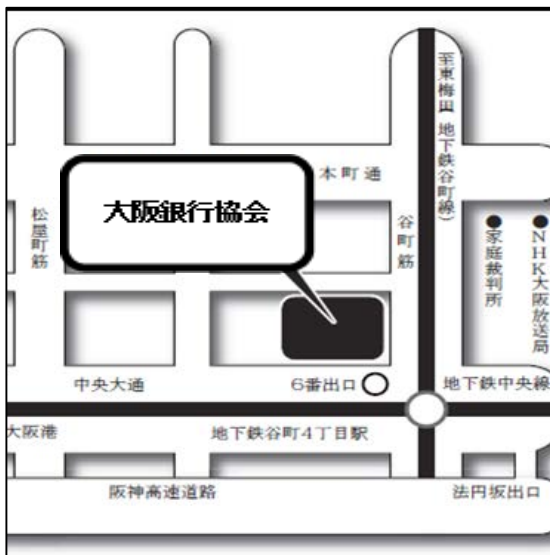 至東梅田(地下鉄谷町線)
本町通
大阪銀行協会
松屋町筋
谷町筋
●家庭裁判所
●NHK大阪放送局
中央大通
6番出口
地下鉄中央線
大阪港
地下鉄谷町4丁目駅
阪神高速道路
法円坂出口